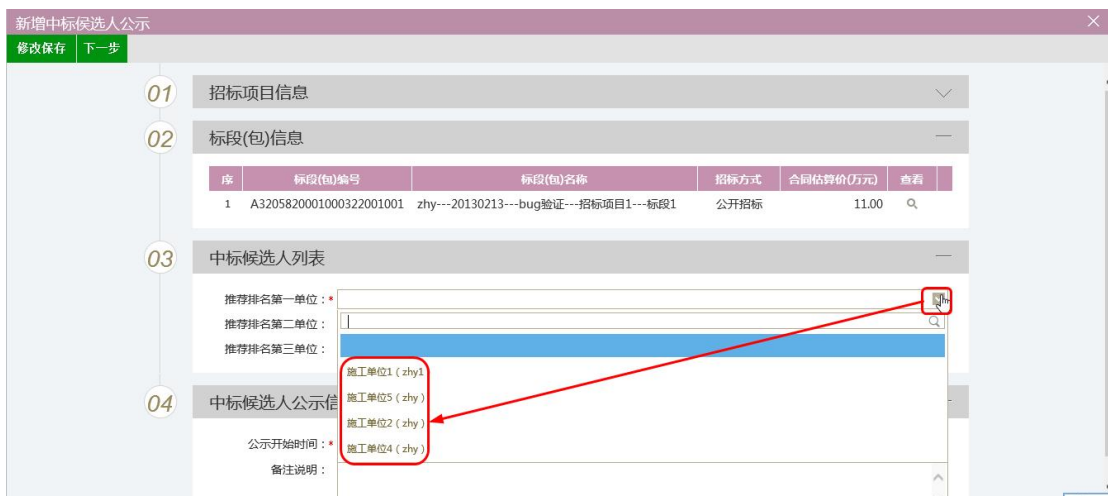 新增中标候选人公示
修改保存 下一步
01 招标项目信息
02 标段(包)信息
序 标段(包)编号 标段(包)名称 招标方式 合同估算价(万元) 查看
1 A3205820001000322001001 zhy---20130213---bug验证---招标项目1---标段1 公开招标 11.00
03 中标候选人列表
推荐排名第一单位：*
推荐排名第二单位：
推荐排名第三单位：
施工单位1（zhy1
施工单位5（zhy）
04 中标候选人公示信
施工单位2（zhy）
公示开始时间：*
施工单位4（zhy）
备注说明：